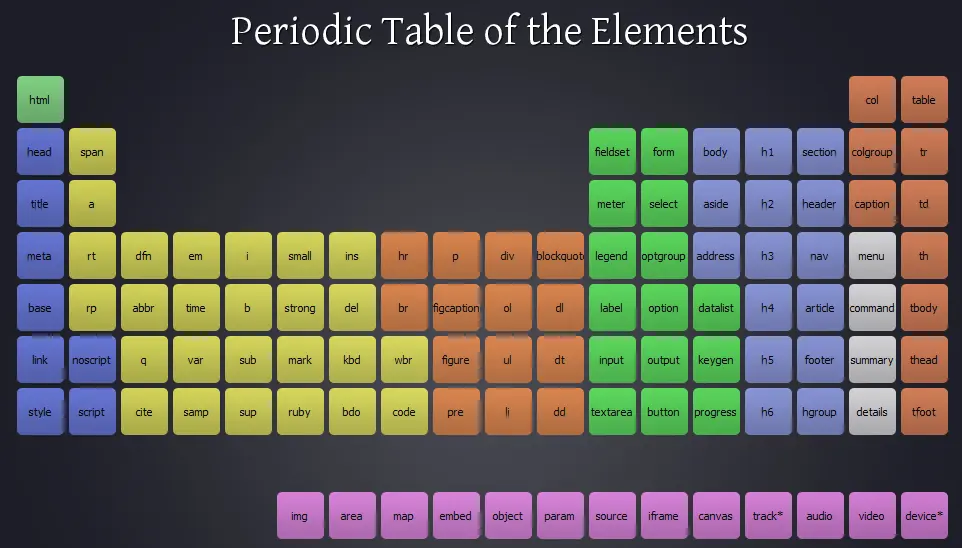 Periodic Table of the Elements
html col table
head span fieldset form body h1 section colgroup tr
title a meter select aside h2 header caption td
meta rt dfn em i small ins hr p div blockquote legend optgroup address h3 nav menu th
base rp abbr time b strong del br figcaption ol dl label option datalist h4 article command tbody
link noscript q var sub mark kbd wbr figure ul dt input output keygen h5 footer summary thead
style script cite samp sup ruby bdo code pre li dd textarea button progress h6 hgroup details tfoot
img area map embed object param source iframe canvas track* audio video device*